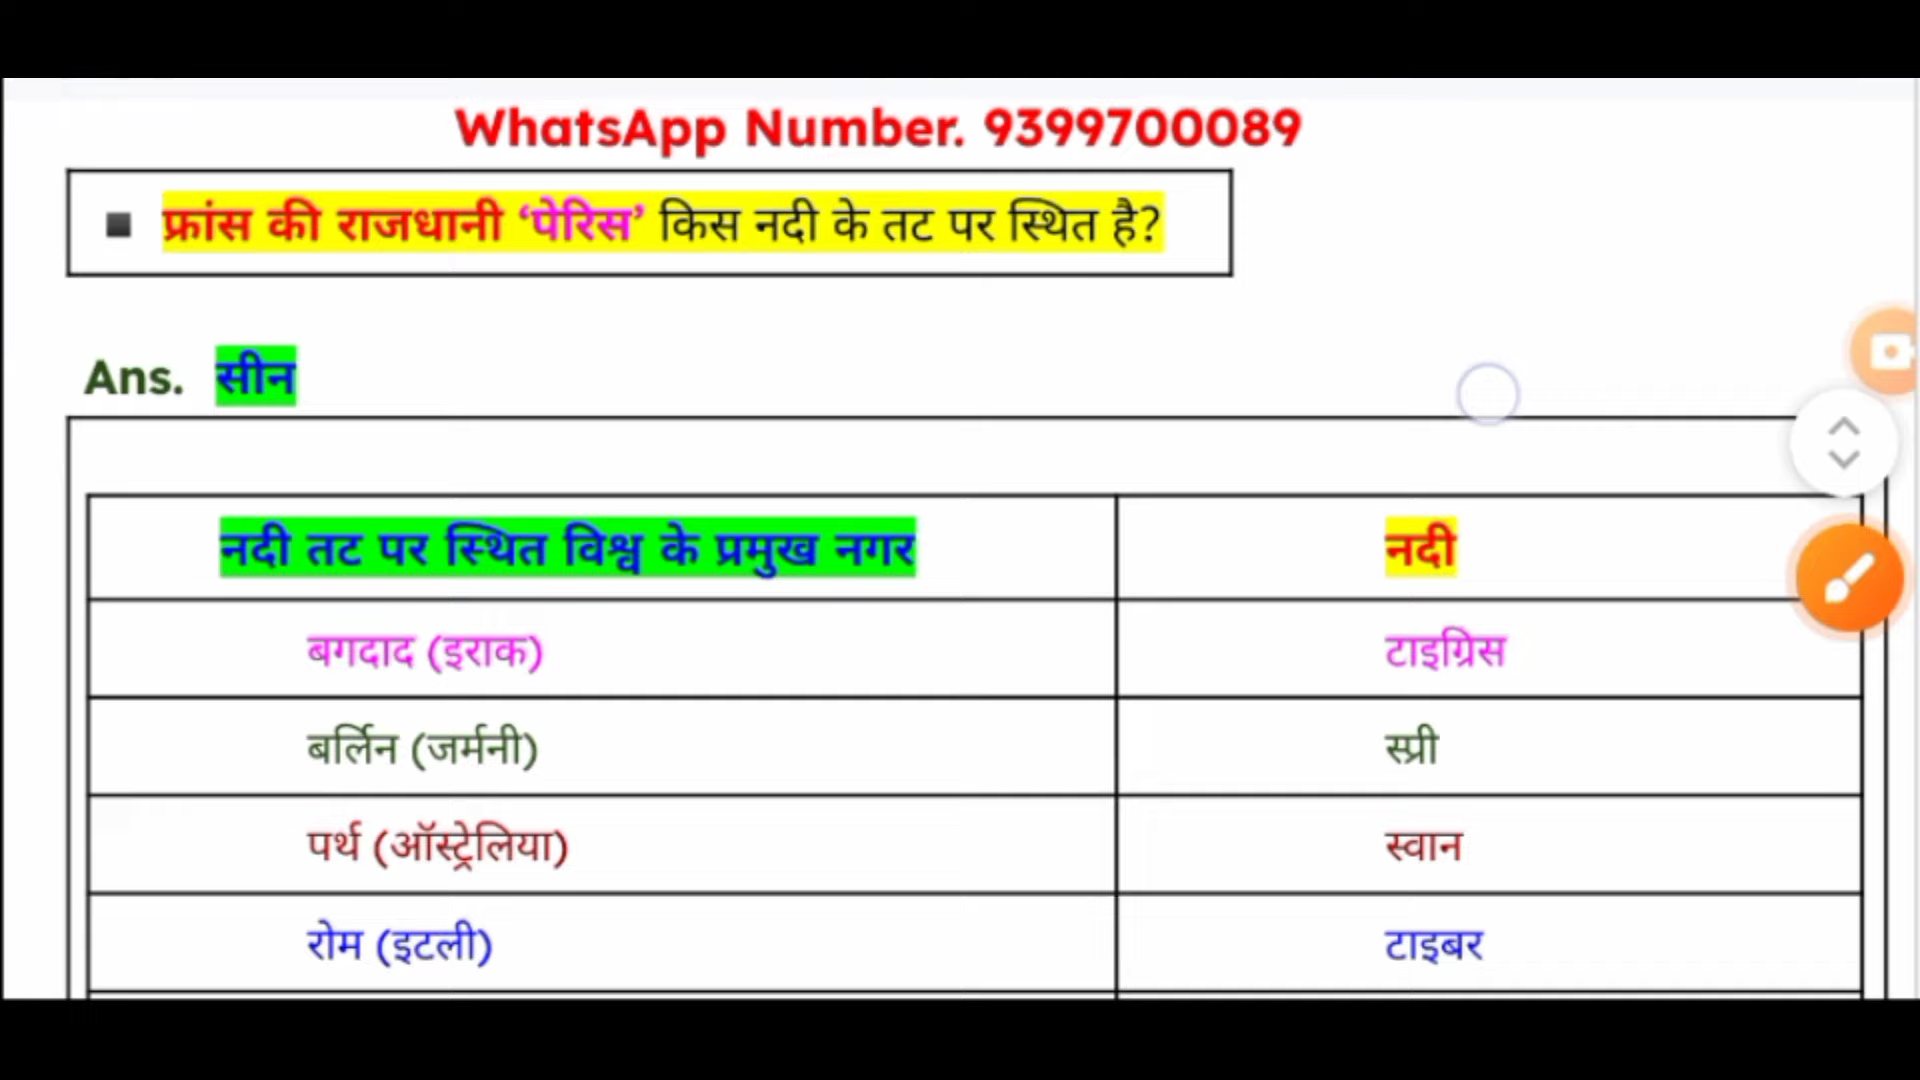 WhatsApp Number. 9399700089
▪ फ्रांस की राजधानी ‘पेरिस’ किस नदी के तट पर स्थित है?
Ans. सीन
नदी तट पर स्थित विश्व के प्रमुख नगर नदी
बगदाद (इराक) टाइग्रिस
बर्लिन (जर्मनी) स्प्री
पर्थ (ऑस्ट्रेलिया) स्वान
रोम (इटली) टाइबर